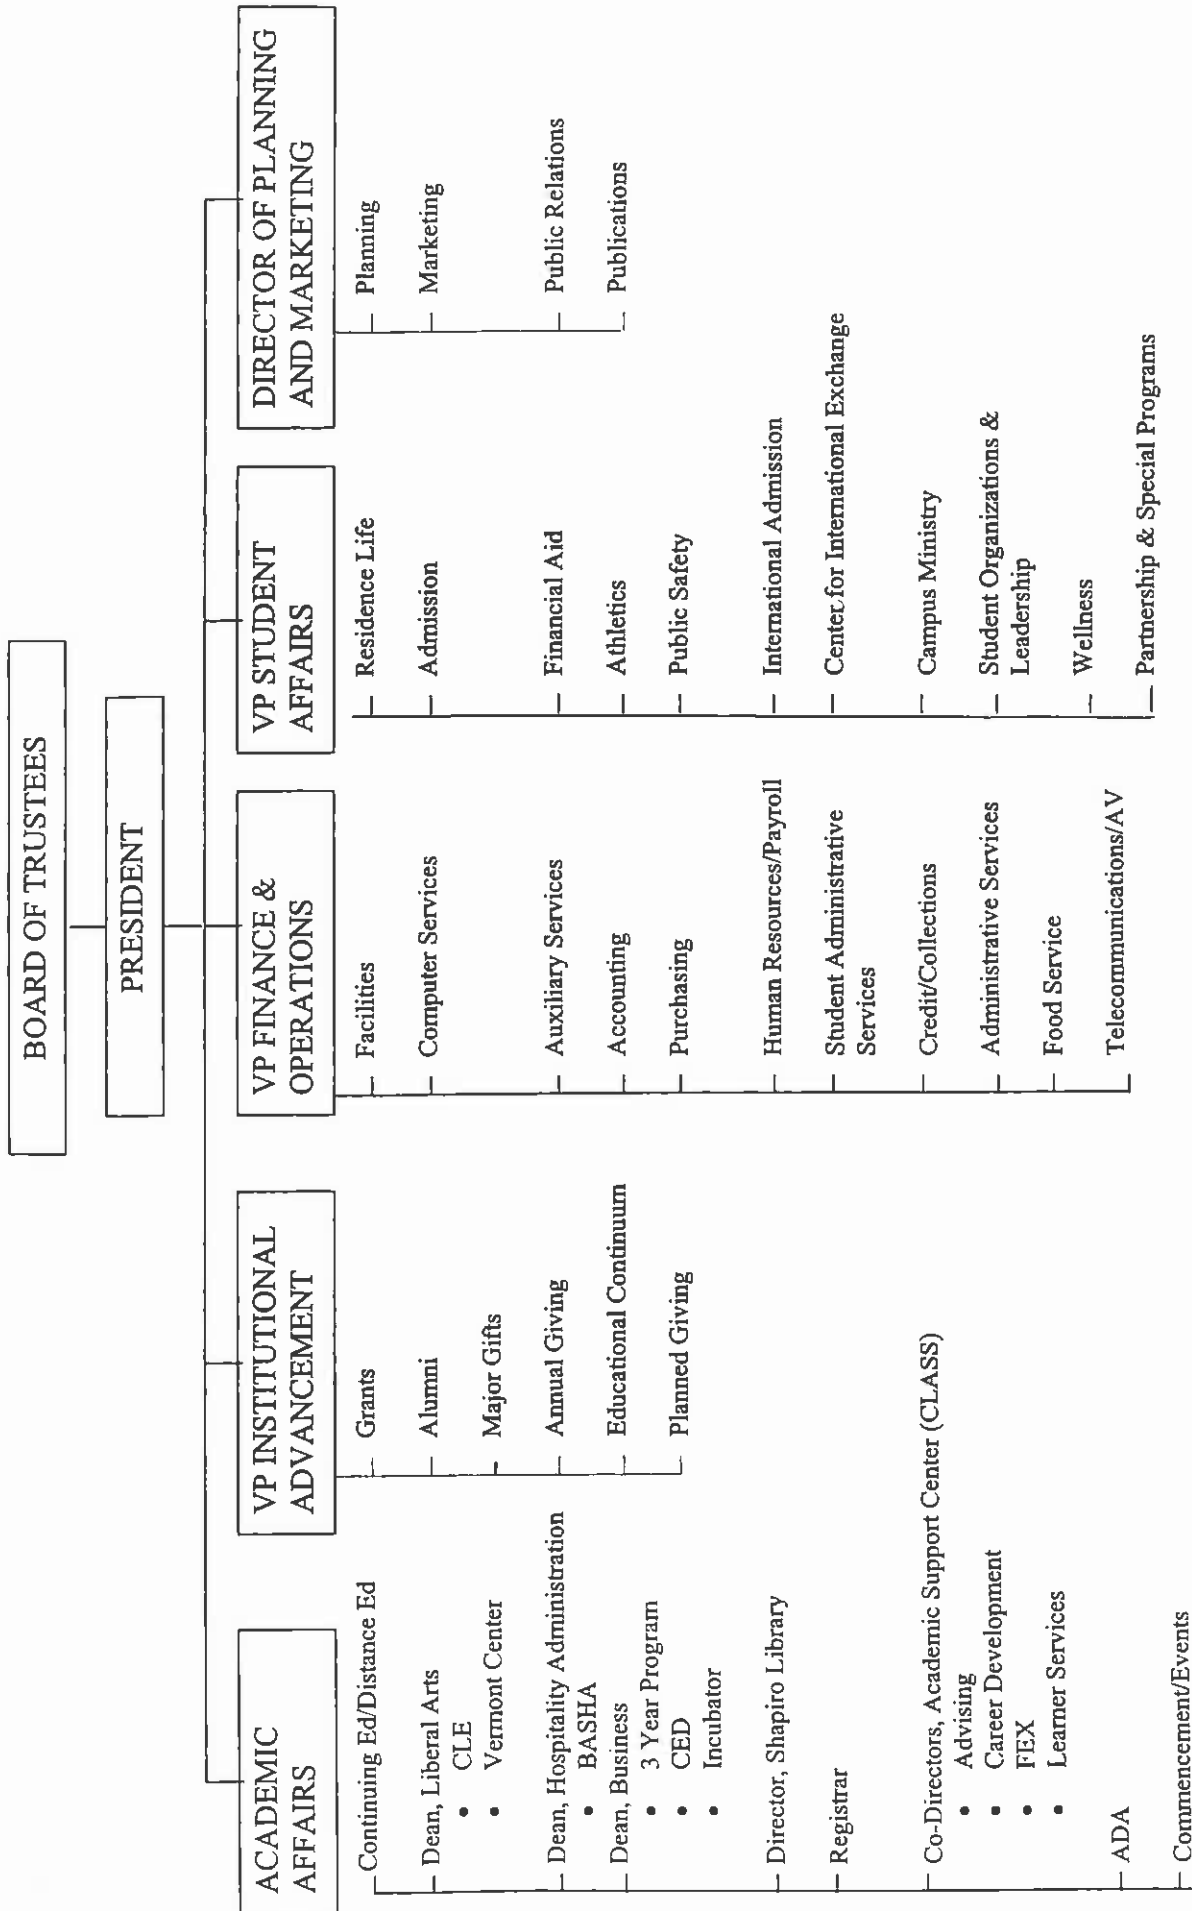 BOARD OF TRUSTEES
PRESIDENT
ACADEMIC
AFFAIRS
Continuing Ed/Distance Ed
Dean, Liberal Arts
• CLE
• Vermont Center
Dean, Hospitality Administration
• BASHA
Dean, Business
• 3 Year Program
• CED
• Incubator
Director, Shapiro Library
Registrar
Co-Directors, Academic Support Center (CLASS)
• Advising
• Career Development
• FEX
• Learner Services
ADA
Commencement/Events
VP INSTITUTIONAL
ADVANCEMENT
Grants
Alumni
Major Gifts
Annual Giving
Educational Continuum
Planned Giving
VP FINANCE &
OPERATIONS
Facilities
Computer Services
Auxiliary Services
Accounting
Purchasing
Human Resources/Payroll
Student Administrative
Services
Credit/Collections
Administrative Services
Food Service
Telecommunications/AV
VP STUDENT
AFFAIRS
Residence Life
Admission
Financial Aid
Athletics
Public Safety
International Admission
Center for International Exchange
Campus Ministry
Student Organizations &
Leadership
Wellness
Partnership & Special Programs
DIRECTOR OF PLANNING
AND MARKETING
Planning
Marketing
Public Relations
Publications